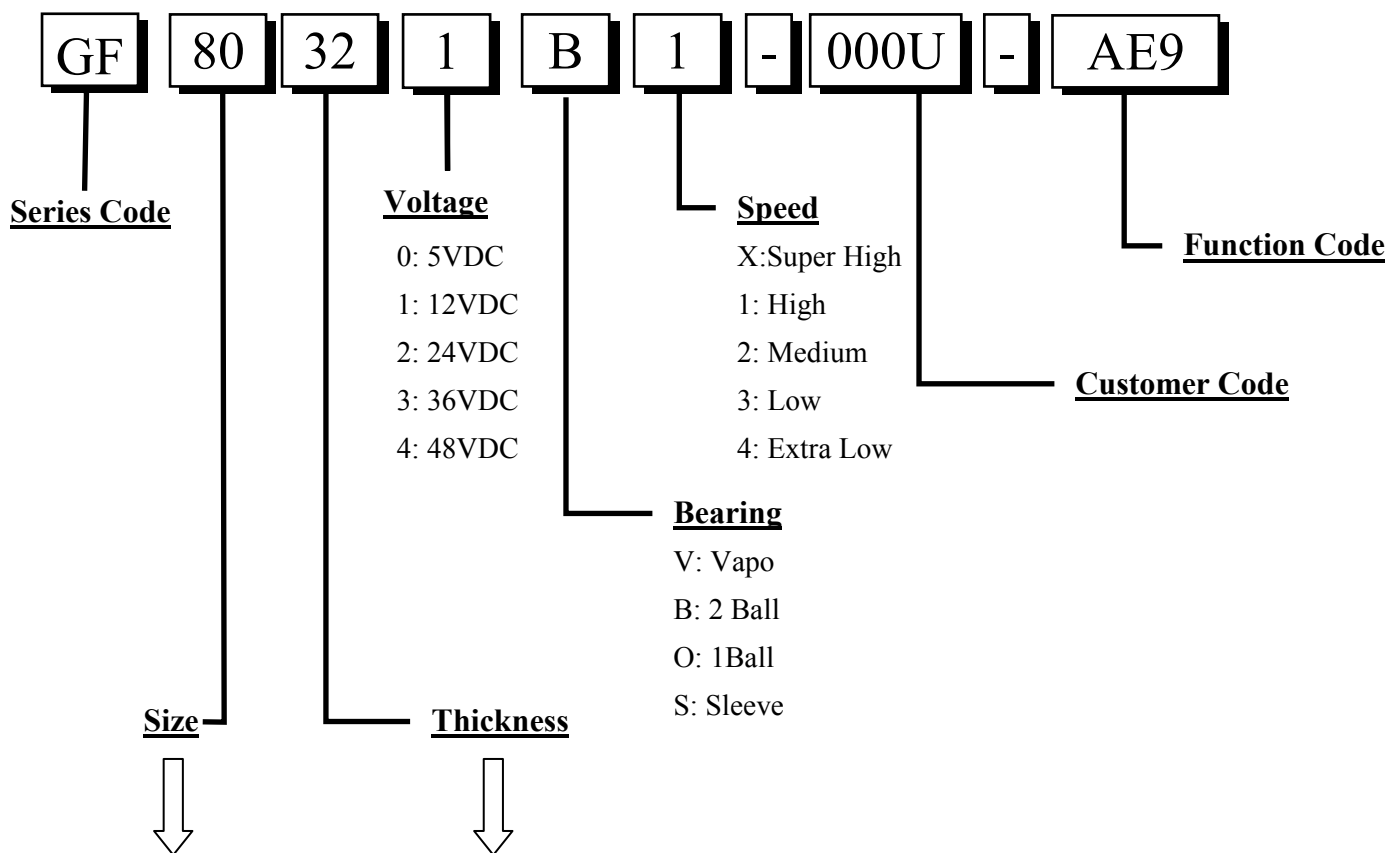 GF 80 32 1 B 1 - 000U - AE9
Series Code
Voltage
0: 5VDC
1: 12VDC
2: 24VDC
3: 36VDC
4: 48VDC
Speed
X:Super High
1: High
2: Medium
3: Low
4: Extra Low
Function Code
Customer Code
Bearing
V: Vapo
B: 2 Ball
O: 1Ball
S: Sleeve
Size
Thickness